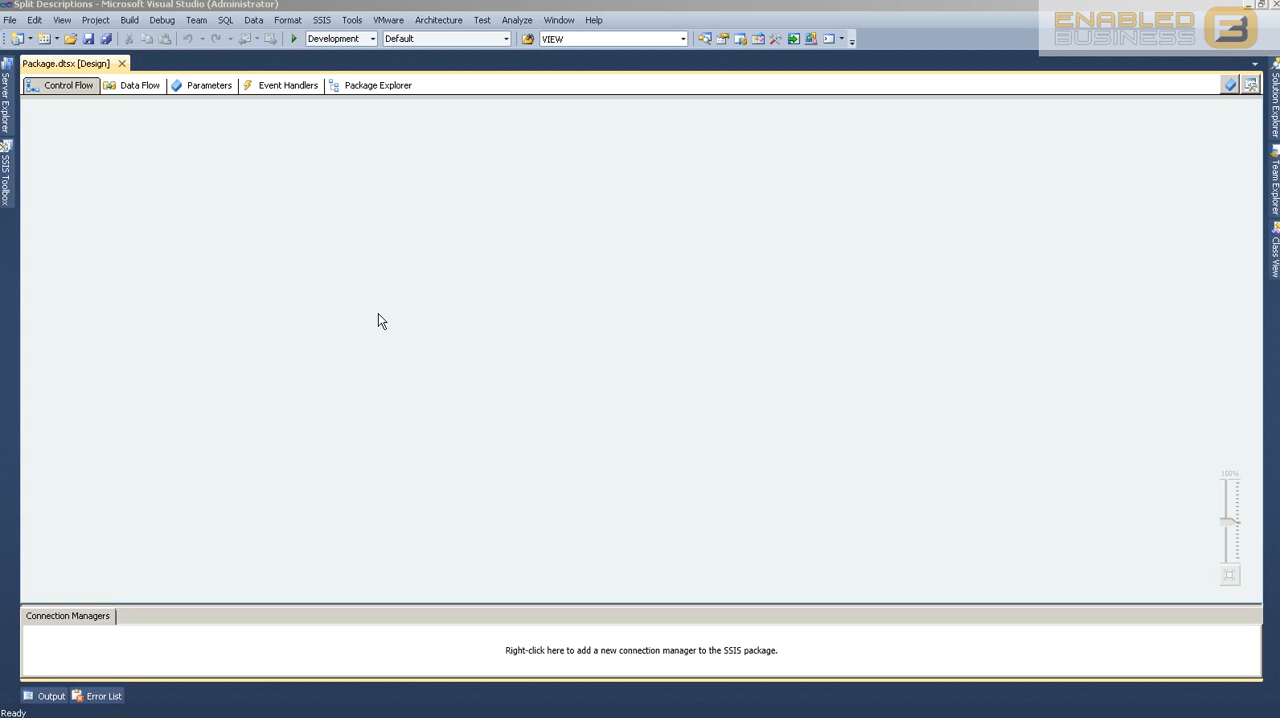 Split Descriptions - Microsoft Visual Studio (Administrator)
File Edit View Project Build Debug Team SQL Data Format SSIS Tools VMware Architecture Test Analyze Window Help
Development Default VIEW
ENABLED
BUSINESS
Package.dtsx [Design]
Control Flow Data Flow Parameters Event Handlers Package Explorer
Server Explorer
SSIS Toolbox
Solution Explorer
Team Explorer
Class View
100%
Connection Managers
Right-click here to add a new connection manager to the SSIS package.
Output Error List
Ready